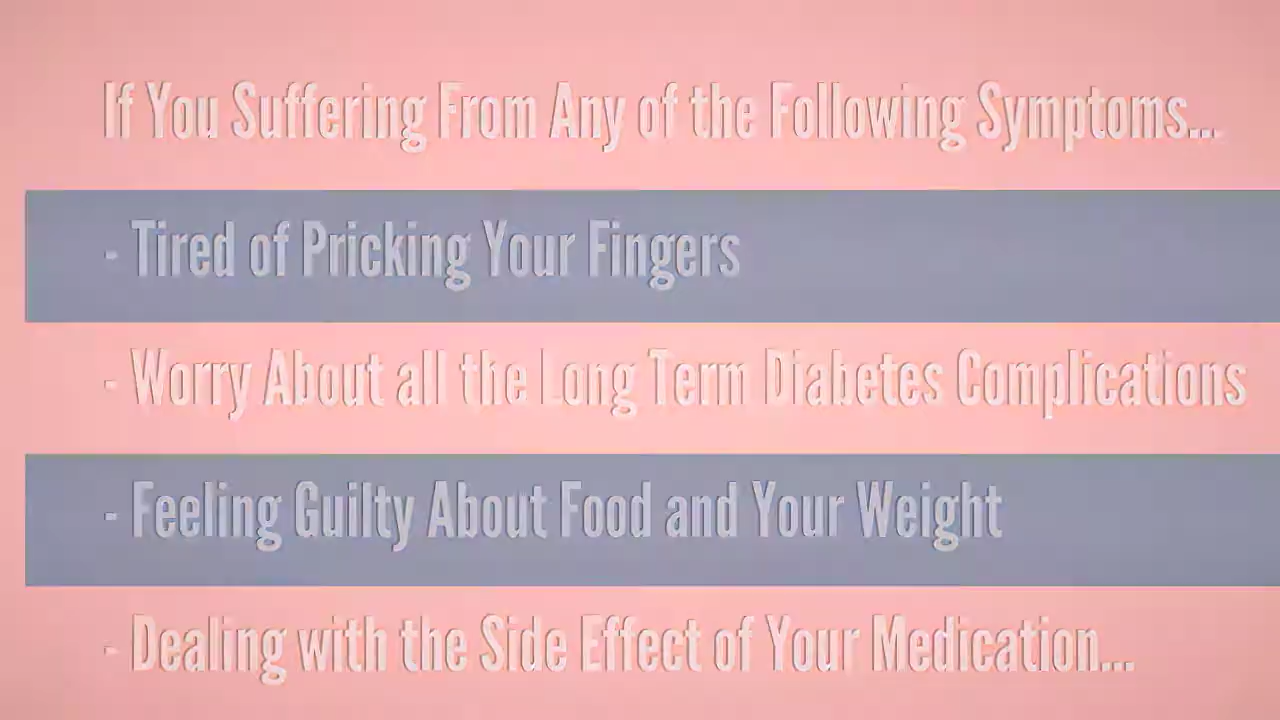 If You Suffering From Any of the Following Symptoms...
- Tired of Pricking Your Fingers
- Worry About all the Long Term Diabetes Complications
- Feeling Guilty About Food and Your Weight
- Dealing with the Side Effect of Your Medication...